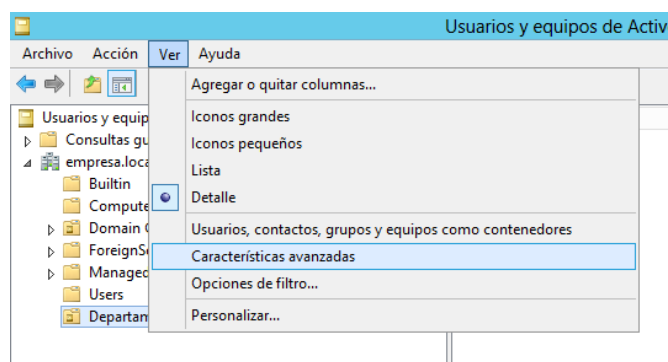 Usuarios y equipos de Activ
Archivo Acción Ver Ayuda
Agregar o quitar columnas...
Usuarios y equip
Iconos grandes
Consultas gu
Iconos pequeños
empresa.loca
Lista
Builtin
Detalle
Compute
Domain
Usuarios, contactos, grupos y equipos como contenedores
ForeignSe
Características avanzadas
Managed
Opciones de filtro...
Users
Departam
Personalizar...